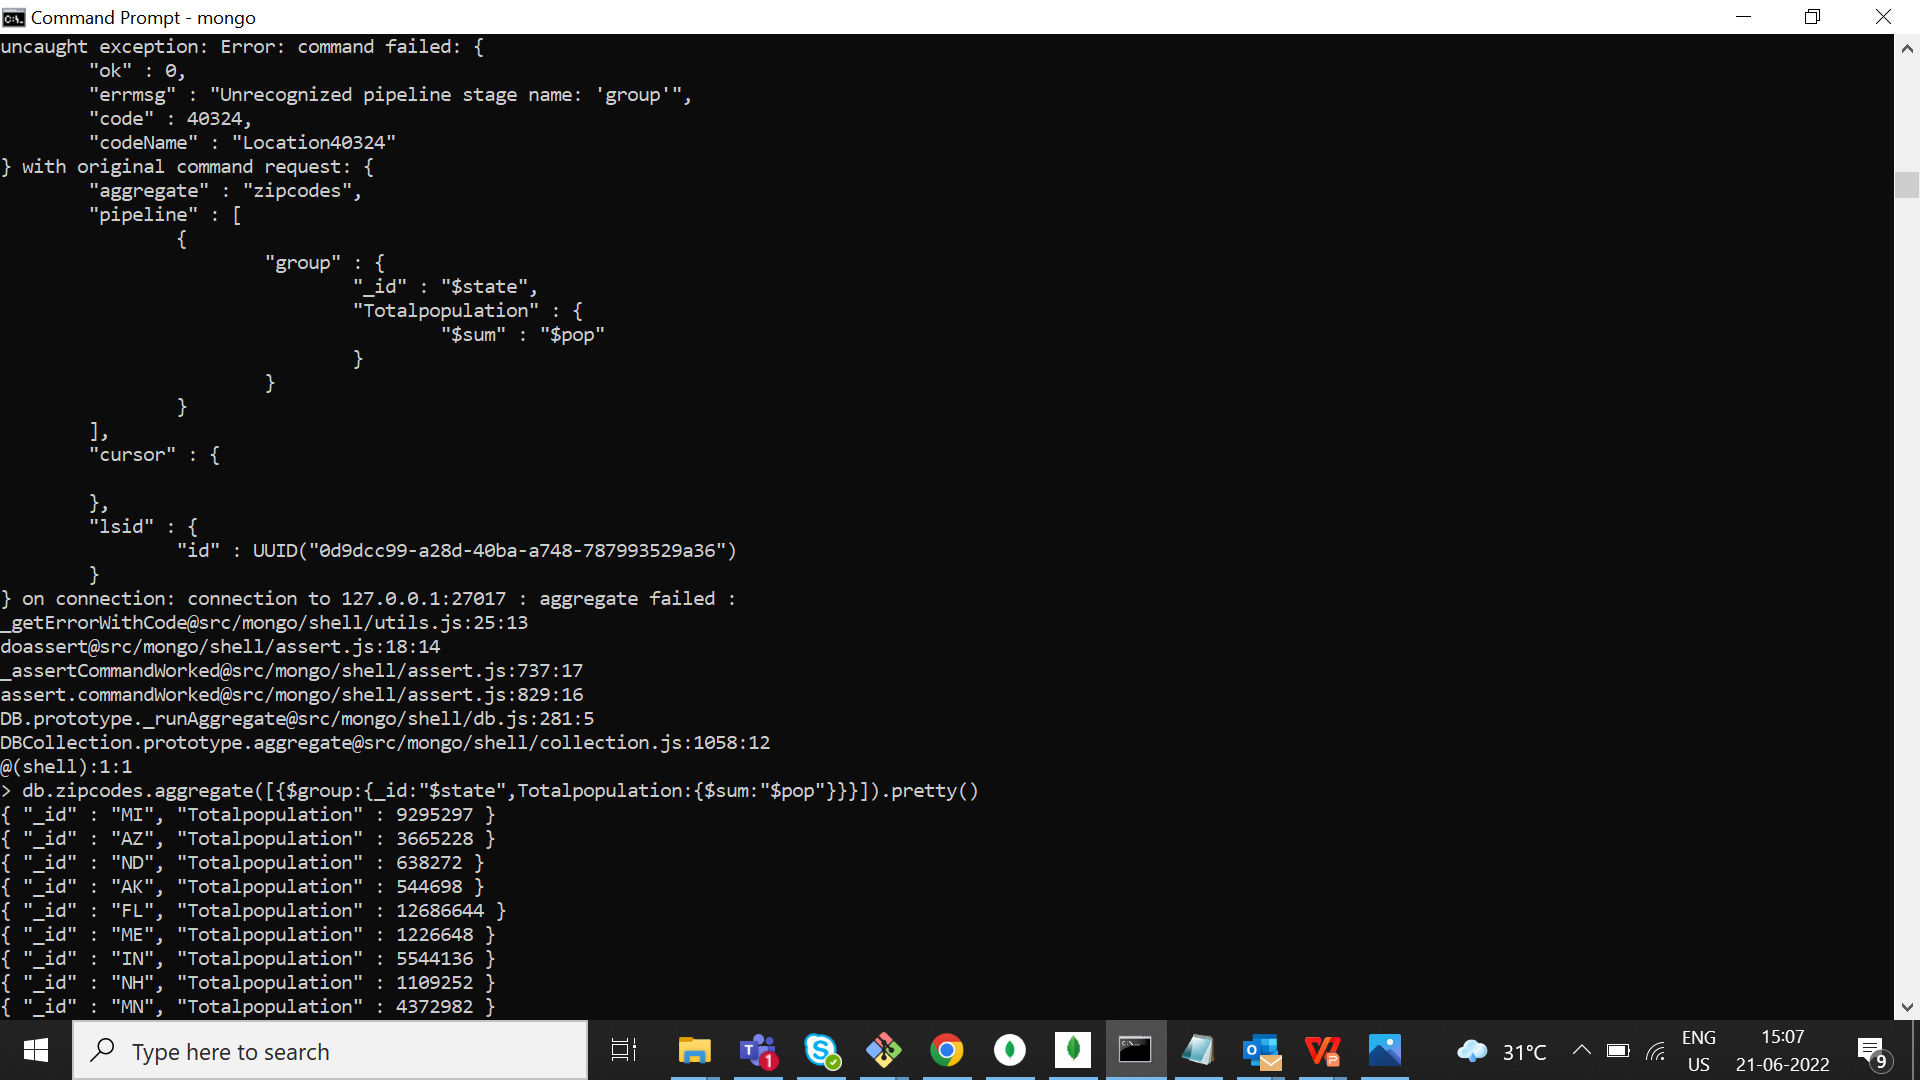 Command Prompt - mongo
uncaught exception: Error: command failed: {
        "ok" : 0,
        "errmsg" : "Unrecognized pipeline stage name: 'group'",
        "code" : 40324,
        "codeName" : "Location40324"
} with original command request: {
        "aggregate" : "zipcodes",
        "pipeline" : [
                {
                        "group" : {
                                "_id" : "$state",
                                "Totalpopulation" : {
                                        "$sum" : "$pop"
                                }
                        }
                }
        ],
        "cursor" : {

        },
        "lsid" : {
                "id" : UUID("0d9dcc99-a28d-40ba-a748-787993529a36")
        }
} on connection: connection to 127.0.0.1:27017 : aggregate failed :
_getErrorWithCode@src/mongo/shell/utils.js:25:13
doassert@src/mongo/shell/assert.js:18:14
_assertCommandWorked@src/mongo/shell/assert.js:737:17
assert.commandWorked@src/mongo/shell/assert.js:829:16
DB.prototype._runAggregate@src/mongo/shell/db.js:281:5
DBCollection.prototype.aggregate@src/mongo/shell/collection.js:1058:12
@(shell):1:1
> db.zipcodes.aggregate([{$group:{_id:"$state",Totalpopulation:{$sum:"$pop"}}}]).pretty()
{ "_id" : "MI", "Totalpopulation" : 9295297 }
{ "_id" : "AZ", "Totalpopulation" : 3665228 }
{ "_id" : "ND", "Totalpopulation" : 638272 }
{ "_id" : "AK", "Totalpopulation" : 544698 }
{ "_id" : "FL", "Totalpopulation" : 12686644 }
{ "_id" : "ME", "Totalpopulation" : 1226648 }
{ "_id" : "IN", "Totalpopulation" : 5544136 }
{ "_id" : "NH", "Totalpopulation" : 1109252 }
{ "_id" : "MN", "Totalpopulation" : 4372982 }
Type here to search
31°C
ENG
US
15:07
21-06-2022
9